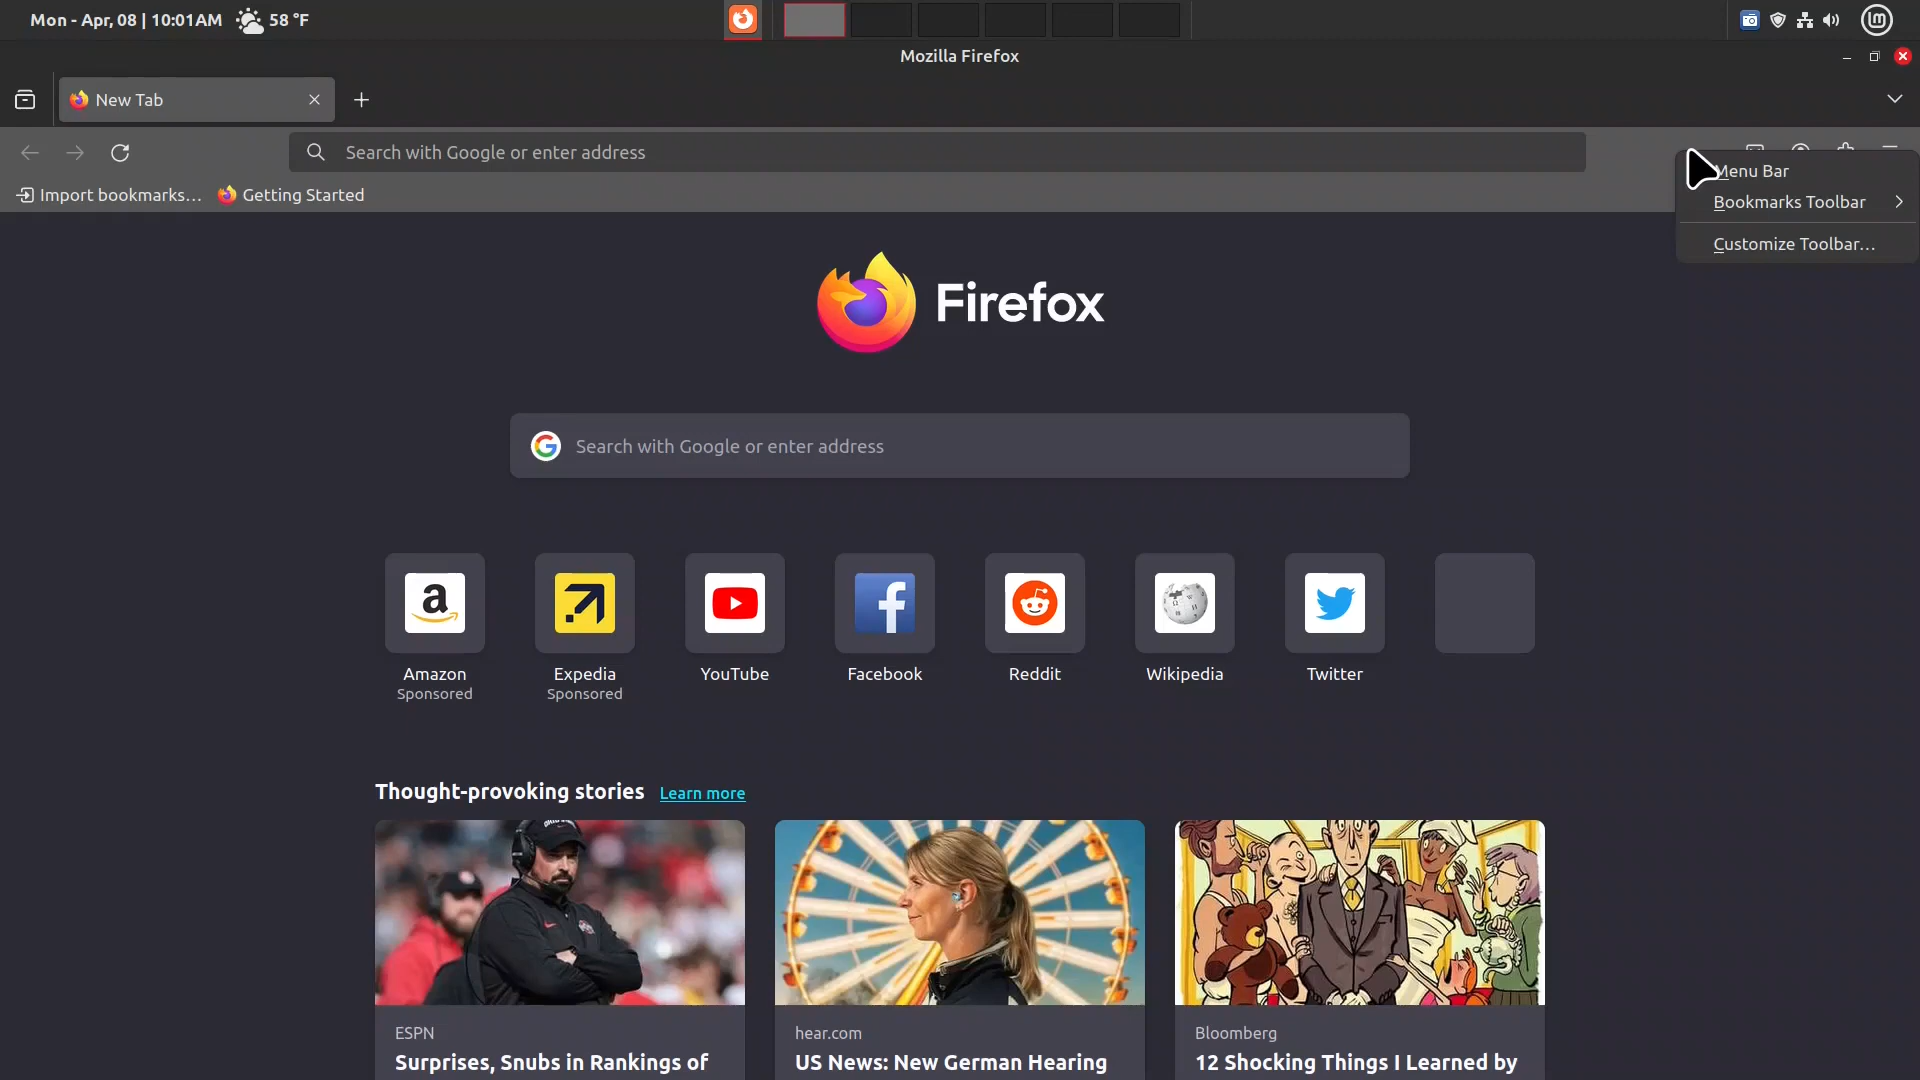 Mon - Apr, 08 | 10:01AM 58 °F
Mozilla Firefox
New Tab
Search with Google or enter address
Menu Bar
Import bookmarks… Getting Started
Bookmarks Toolbar
Customize Toolbar…
Firefox
Search with Google or enter address
Amazon Expedia YouTube Facebook Reddit Wikipedia Twitter
Sponsored Sponsored
Thought-provoking stories Learn more
ESPN
Surprises, Snubs in Rankings of
hear.com
US News: New German Hearing
Bloomberg
12 Shocking Things I Learned by